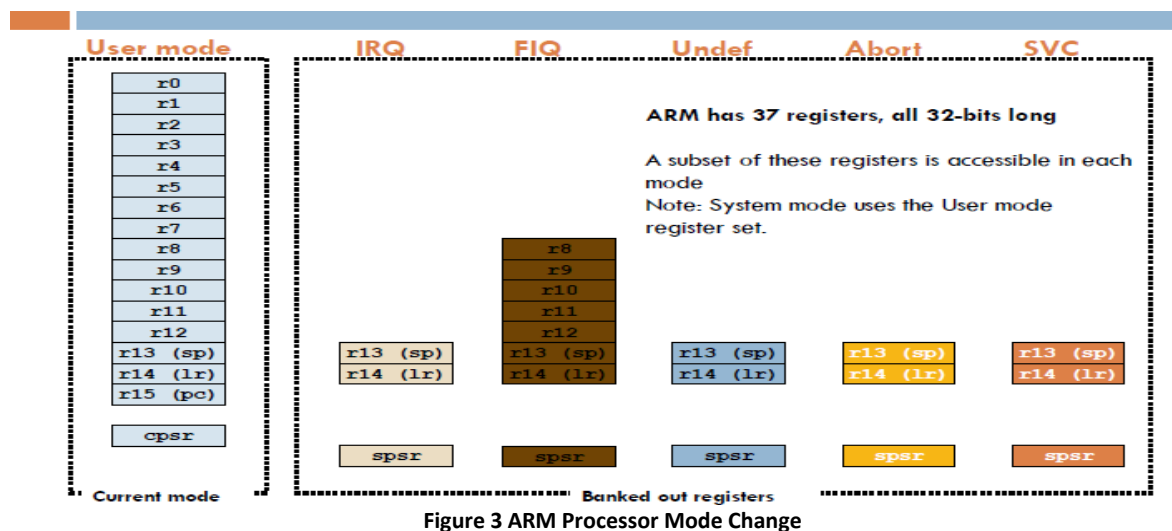 User mode IRQ FIQ Undef Abort SVC
r0
r1
r2
r3
r4
r5
r6
r7
r8
r9
r10
r11
r12
r13 (sp)
r14 (lr)
r15 (pc)
cpsr
Current mode
r13 (sp)
r14 (lr)
spsr
r8
r9
r10
r11
r12
r13 (sp)
r14 (lr)
spsr
r13 (sp)
r14 (lr)
spsr
r13 (sp)
r14 (lr)
spsr
r13 (sp)
r14 (lr)
spsr
ARM has 37 registers, all 32-bits long
A subset of these registers is accessible in each
mode
Note: System mode uses the User mode
register set.
Banked out registers
Figure 3 ARM Processor Mode Change